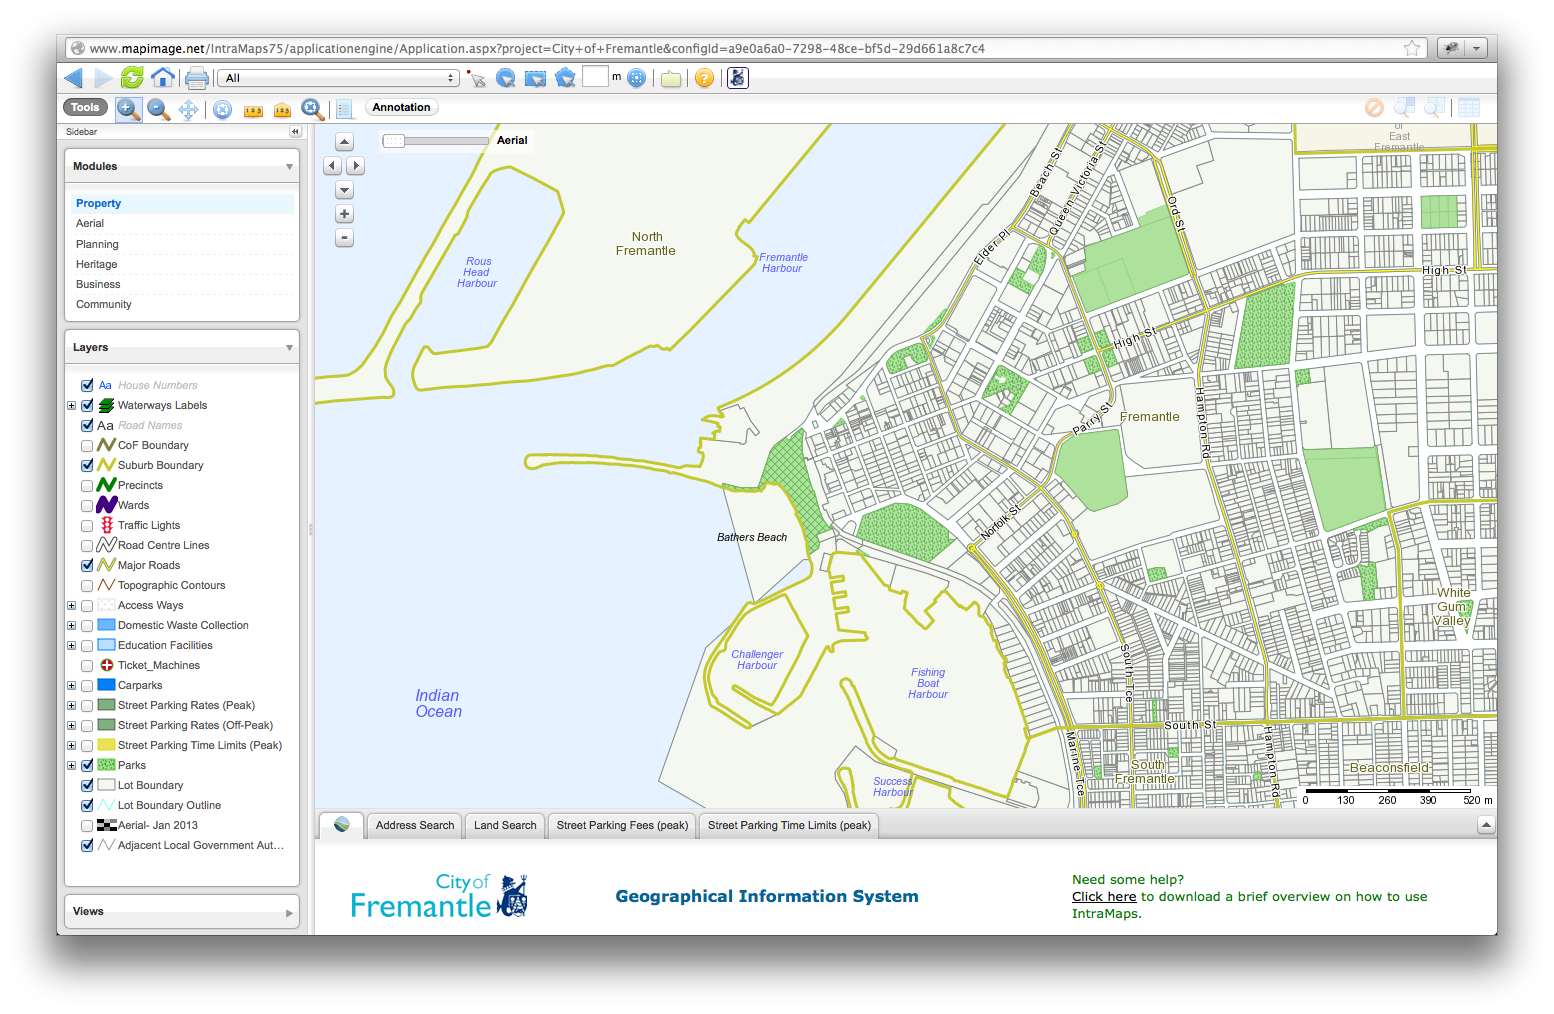 www.mapimage.net/IntraMaps75/applicationengine/Application.aspx?project=City+of+Fremantle&configId=a9e0a6a0-7298-48ce-bf5d-29d661a8c7c4
All
m
Tools
1 2 3
1 2 3
Annotation
Sidebar
Modules
Property
Aerial
Planning
Heritage
Business
Community
Layers
Aa House Numbers
Waterways Labels
Aa Road Names
CoF Boundary
Suburb Boundary
Precincts
Wards
Traffic Lights
Road Centre Lines
Major Roads
Topographic Contours
Access Ways
Domestic Waste Collection
Education Facilities
Ticket_Machines
Carparks
Street Parking Rates (Peak)
Street Parking Rates (Off-Peak)
Street Parking Time Limits (Peak)
Parks
Lot Boundary
Lot Boundary Outline
Aerial- Jan 2013
Adjacent Local Government Aut...
Views
Aerial
of
East
Fremantle
North
Fremantle
Rous
Head
Harbour
Fremantle
Harbour
Beach St
Queen Victoria St
Elder Pl
Ord St
High St
High St
Parry St
Fremantle
Hampton Rd
Norfolk St
Bathers Beach
White
Gum
Valley
Challenger
Harbour
Fishing
Boat
Harbour
South Tce
Indian
Ocean
South St
Marine Tce
Hampton Rd
South
Fremantle
Beaconsfield
Success
Harbour
0 130 260 390 520 m
Address Search
Land Search
Street Parking Fees (peak)
Street Parking Time Limits (peak)
City of
Fremantle
Geographical Information System
Need some help?
Click here to download a brief overview on how to use
IntraMaps.